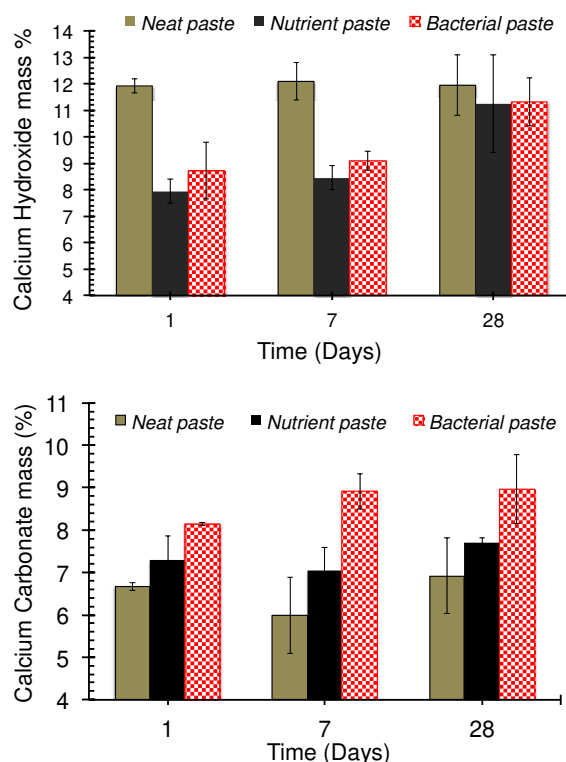 Neat paste Nutrient paste Bacterial paste
Calcium Hydroxide mass %
14
13
12
11
10
9
8
7
6
5
4
1 7 28
Time (Days)
Neat paste Nutrient paste Bacterial paste
Calcium Carbonate mass (%)
11
10
9
8
7
6
5
4
1 7 28
Time (Days)